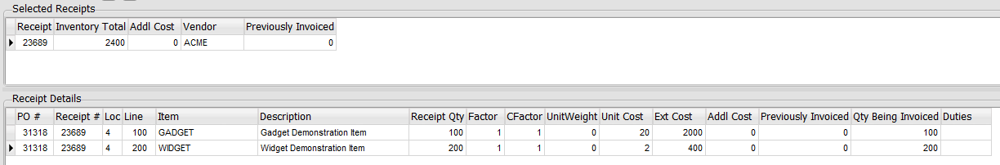 Selected Receipts
Receipt Inventory Total Addl Cost Vendor Previously Invoiced
23689 2400 0 ACME 0
Receipt Details
PO # Receipt # Loc Line Item Description Receipt Qty Factor CFactor UnitWeight Unit Cost Ext Cost Addl Cost Previously Invoiced Qty Being Invoiced Duties
31318 23689 4 100 GADGET Gadget Demonstration Item 100 1 1 0 20 2000 0 0 100
31318 23689 4 200 WIDGET Widget Demonstration Item 200 1 1 0 2 400 0 0 200